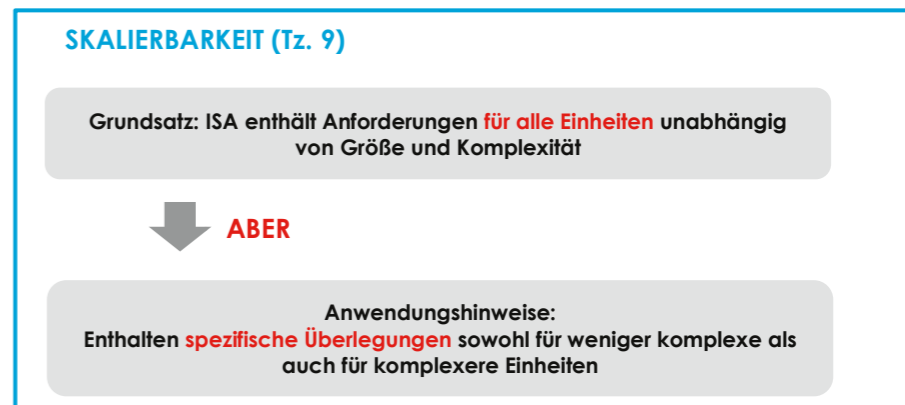 SKALIERBARKEIT (Tz. 9)
Grundsatz: ISA enthält Anforderungen für alle Einheiten unabhängig
von Größe und Komplexität
ABER
Anwendungshinweise:
Enthalten spezifische Überlegungen sowohl für weniger komplexe als
auch für komplexere Einheiten